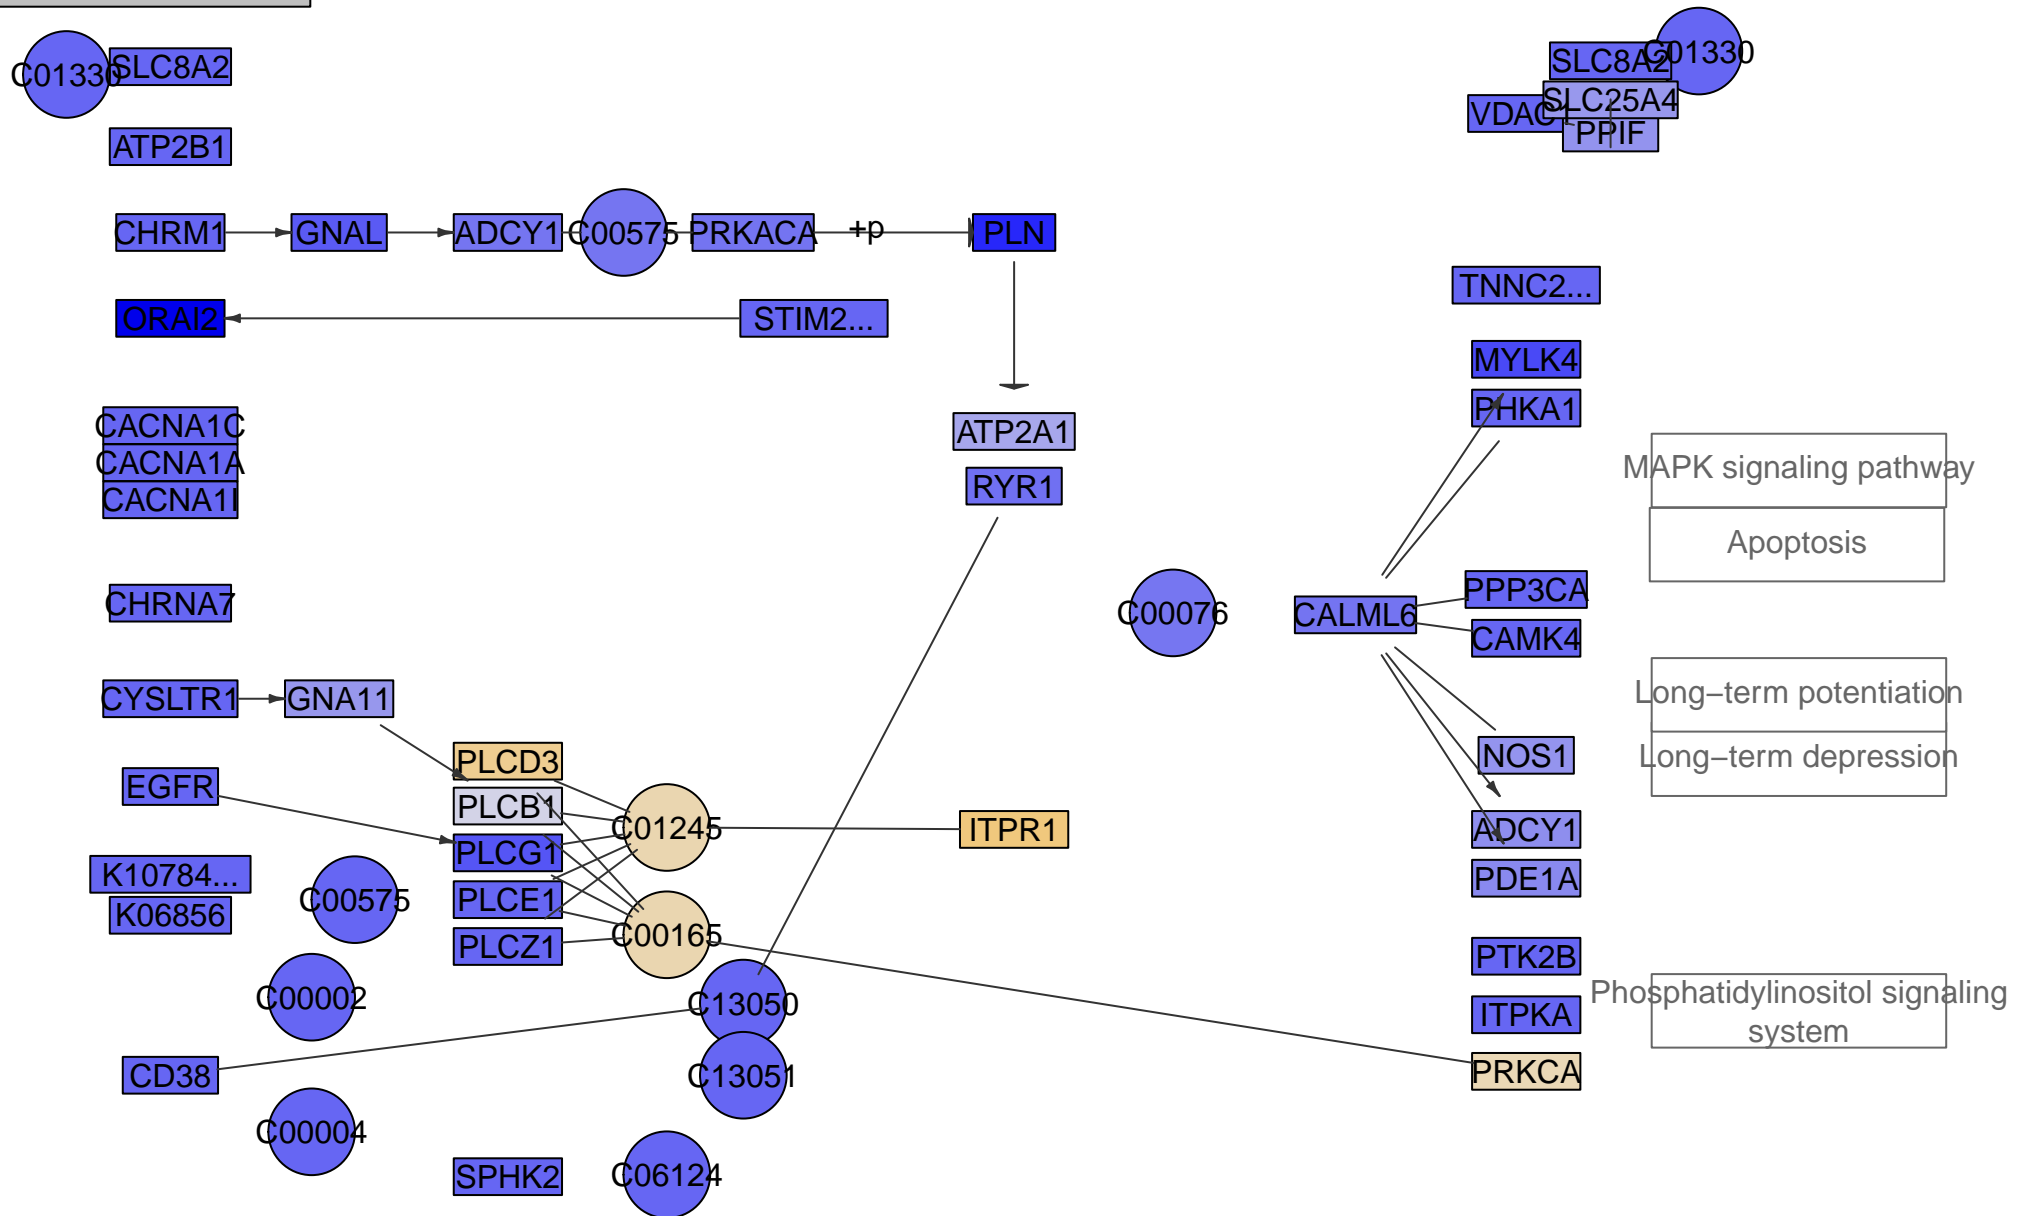 C01330
SLC8A2
SLC8A2
C01330
SLC25A4
VDAC1
PPIF
ATP2B1
CHRM1
GNAL
ADCY1
C00575
PRKACA
+p
PLN
TNNC2...
ORAI2
STIM2...
MYLK4
PHKA1
CACNA1C
CACNA1A
CACNA1I
ATP2A1
RYR1
MAPK signaling pathway
Apoptosis
CHRNA7
C00076
CALML6
PPP3CA
CAMK4
CYSLTR1
GNA11
Long−term potentiation
Long−term depression
NOS1
EGFR
PLCD3
PLCB1
PLCG1
PLCE1
PLCZ1
C01245
C00165
ITPR1
ADCY1
PDE1A
K10784...
K06856
C00575
C00002
PTK2B
ITPKA
PRKCA
Phosphatidylinositol signaling
system
C13050
C13051
CD38
C00004
SPHK2
C06124